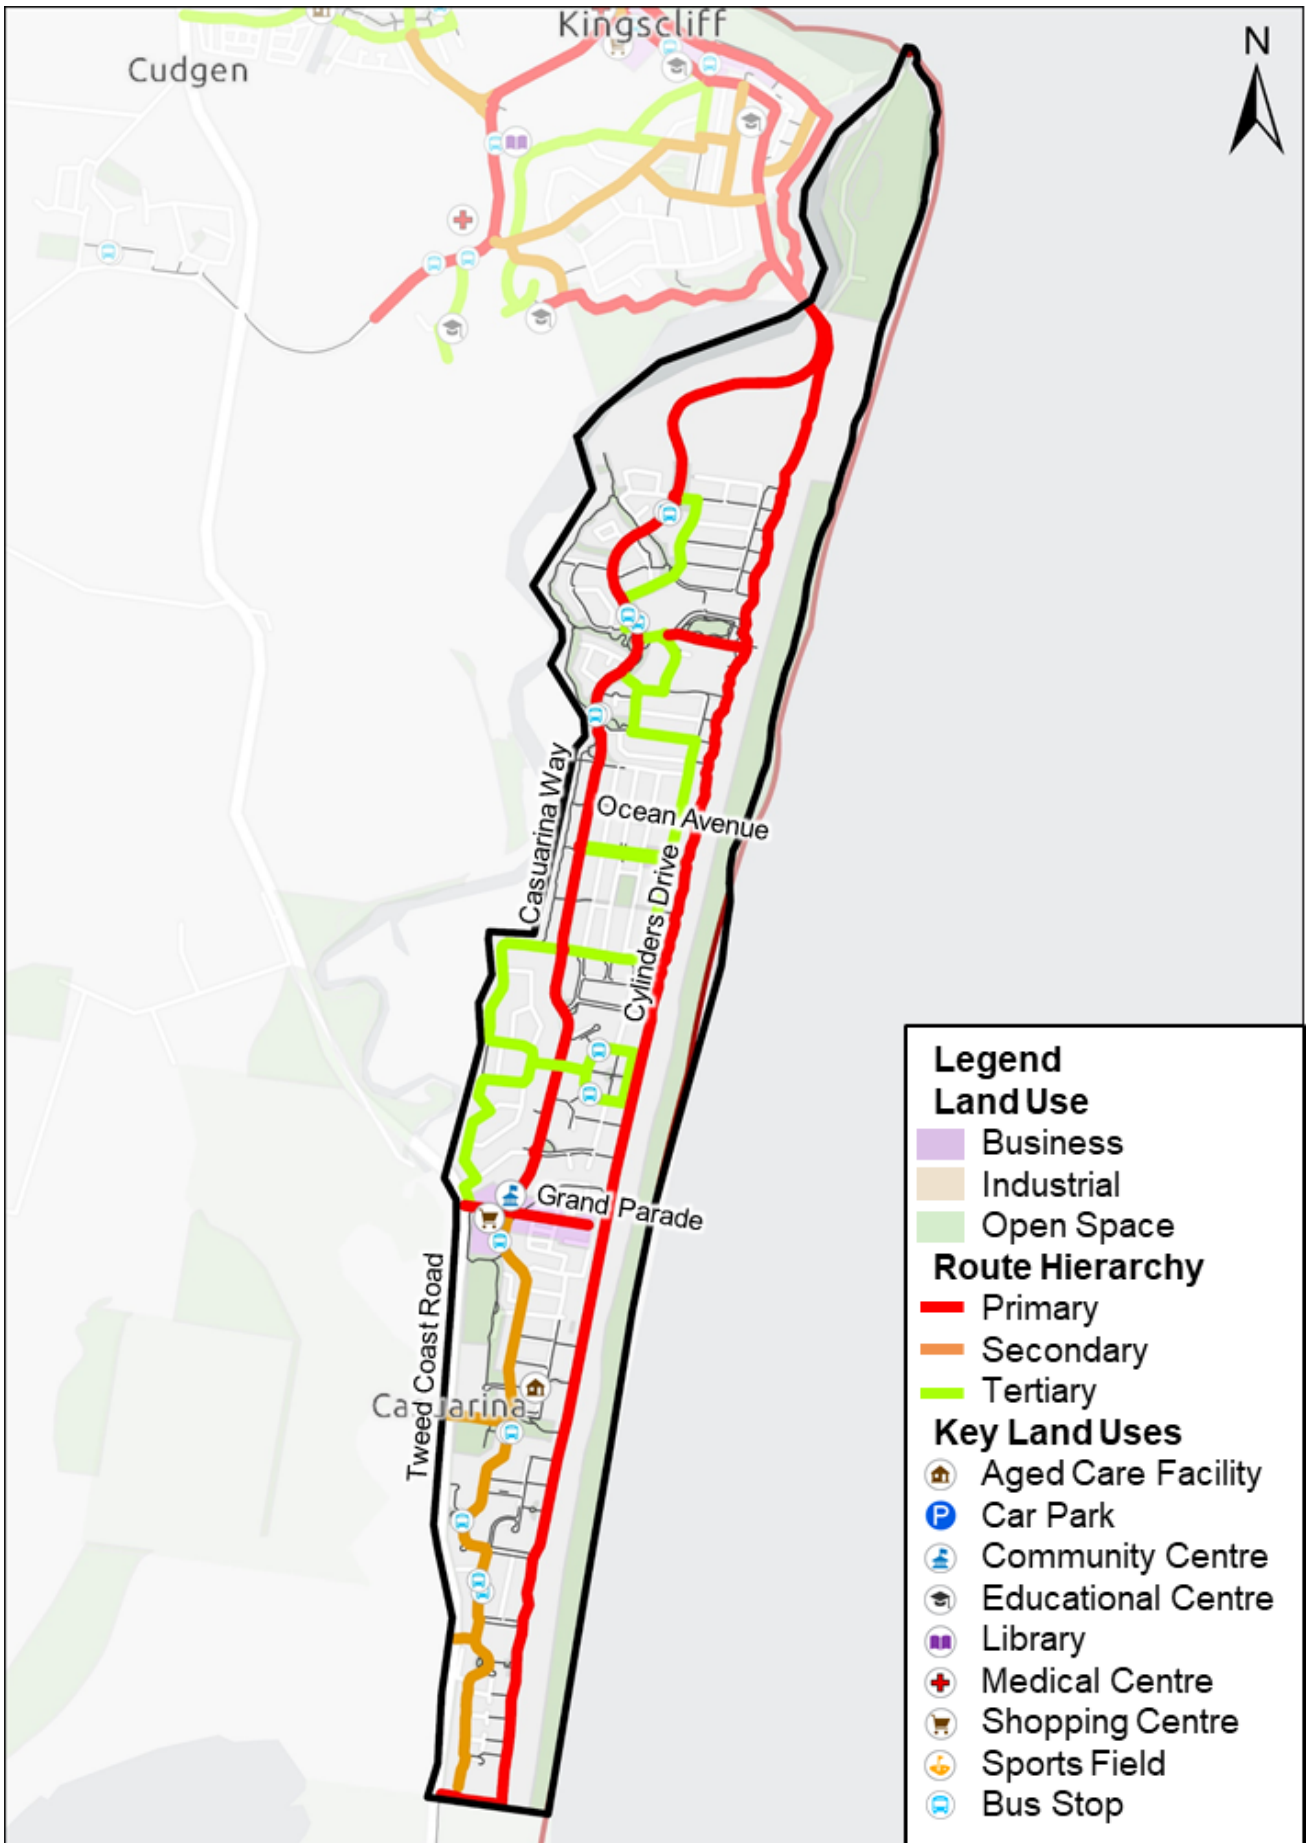 Kingscliff
Cudgen
N
Casuarina Way
Ocean Avenue
Cylinders Drive
Grand Parade
Tweed Coast Road
Casuarina
Legend
Land Use
Business
Industrial
Open Space
Route Hierarchy
Primary
Secondary
Tertiary
Key Land Uses
Aged Care Facility
P Car Park
Community Centre
Educational Centre
Library
Medical Centre
Shopping Centre
Sports Field
Bus Stop